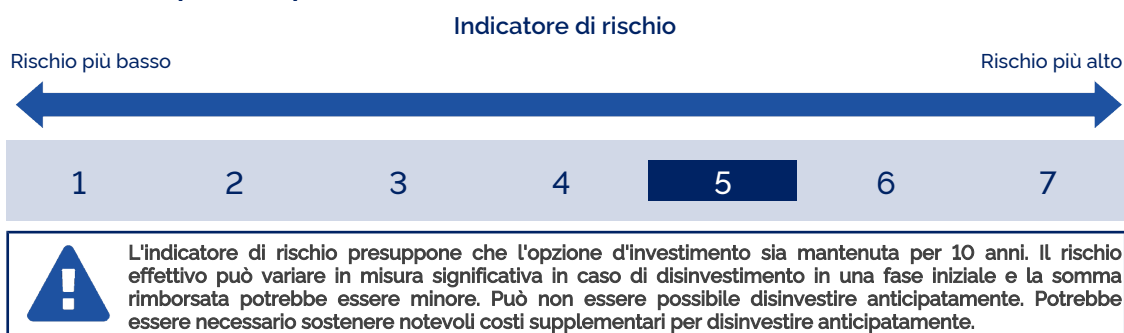 Indicatore di rischio
Rischio più basso
Rischio più alto
1 2 3 4 5 6 7
L'indicatore di rischio presuppone che l'opzione d'investimento sia mantenuta per 10 anni. Il rischio
effettivo può variare in misura significativa in caso di disinvestimento in una fase iniziale e la somma
rimborsata potrebbe essere minore. Può non essere possibile disinvestire anticipatamente. Potrebbe
essere necessario sostenere notevoli costi supplementari per disinvestire anticipatamente.